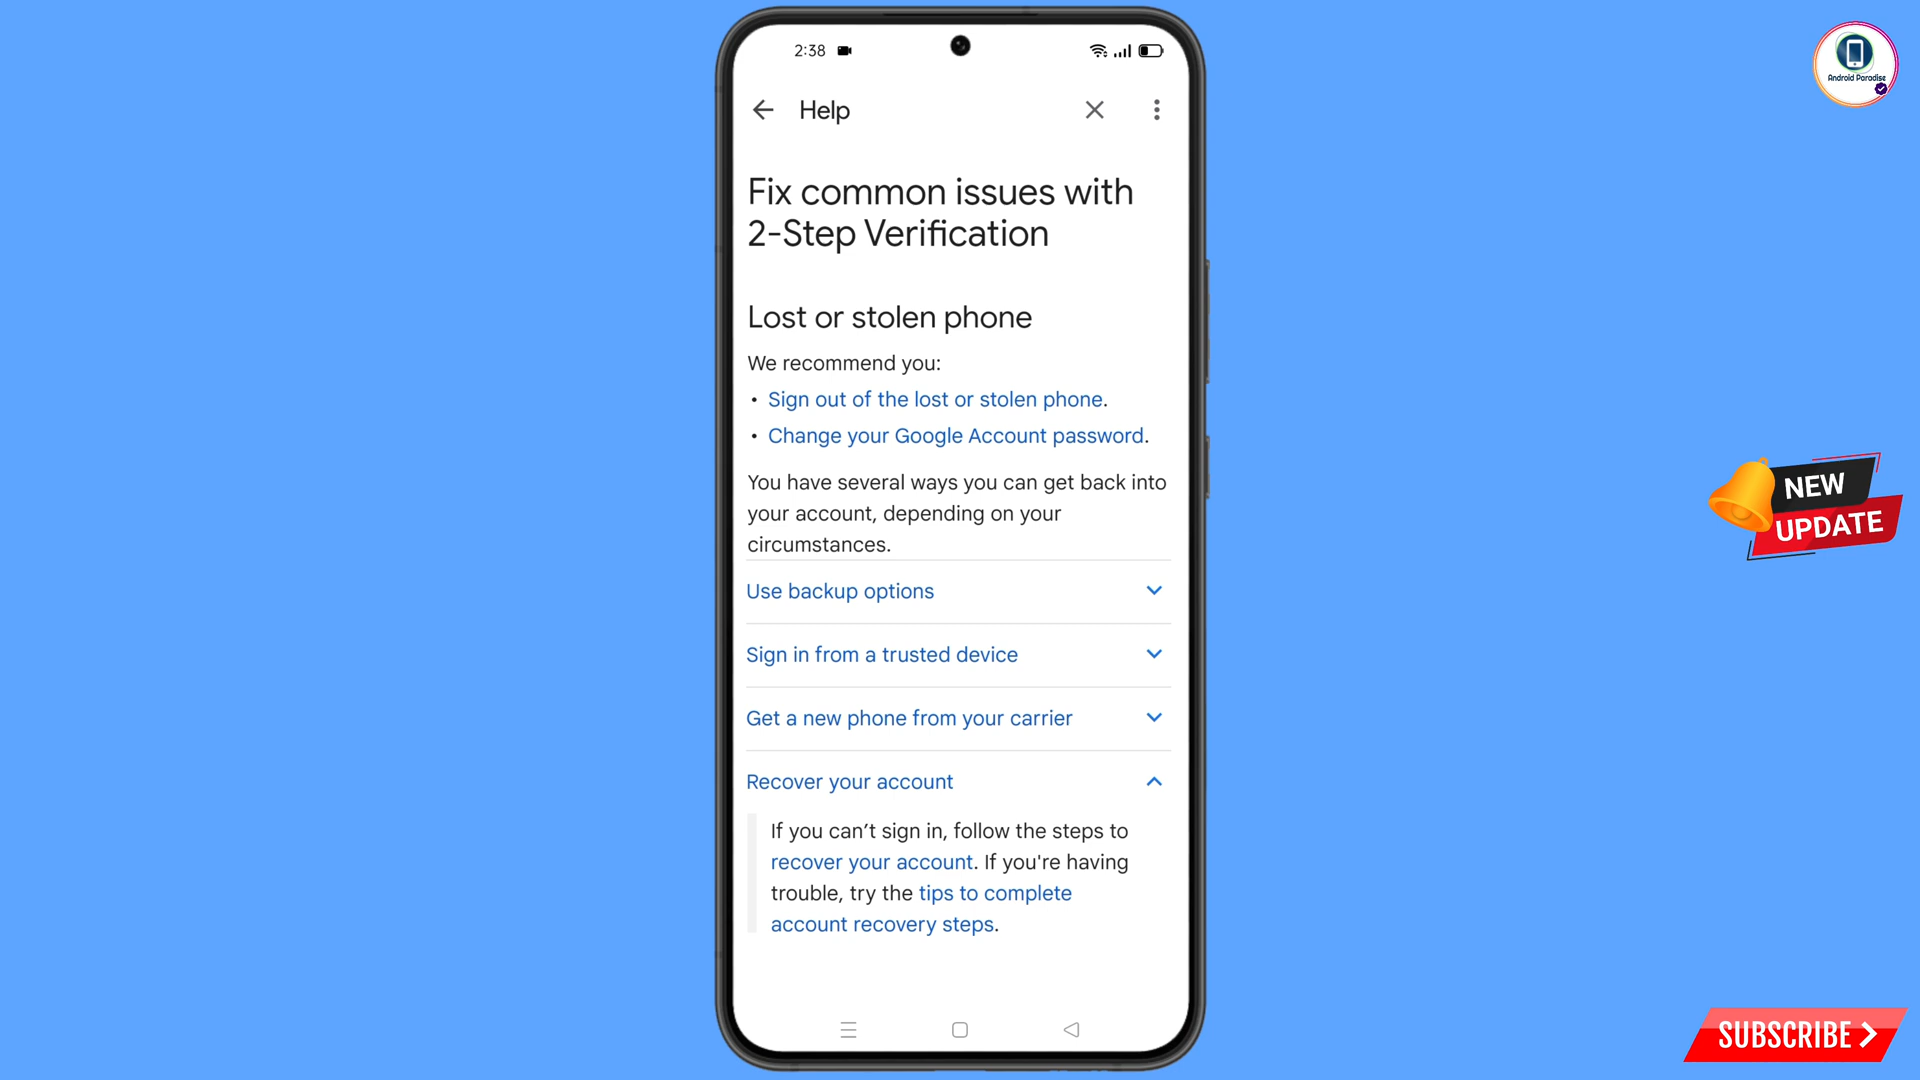 2:38
Android Paradise
Help
Fix common issues with
2-Step Verification
Lost or stolen phone
We recommend you:
• Sign out of the lost or stolen phone.
• Change your Google Account password.
You have several ways you can get back into
your account, depending on your
circumstances.
Use backup options
Sign in from a trusted device
Get a new phone from your carrier
Recover your account
If you can’t sign in, follow the steps to
recover your account. If you're having
trouble, try the tips to complete
account recovery steps.
NEW
UPDATE
SUBSCRIBE